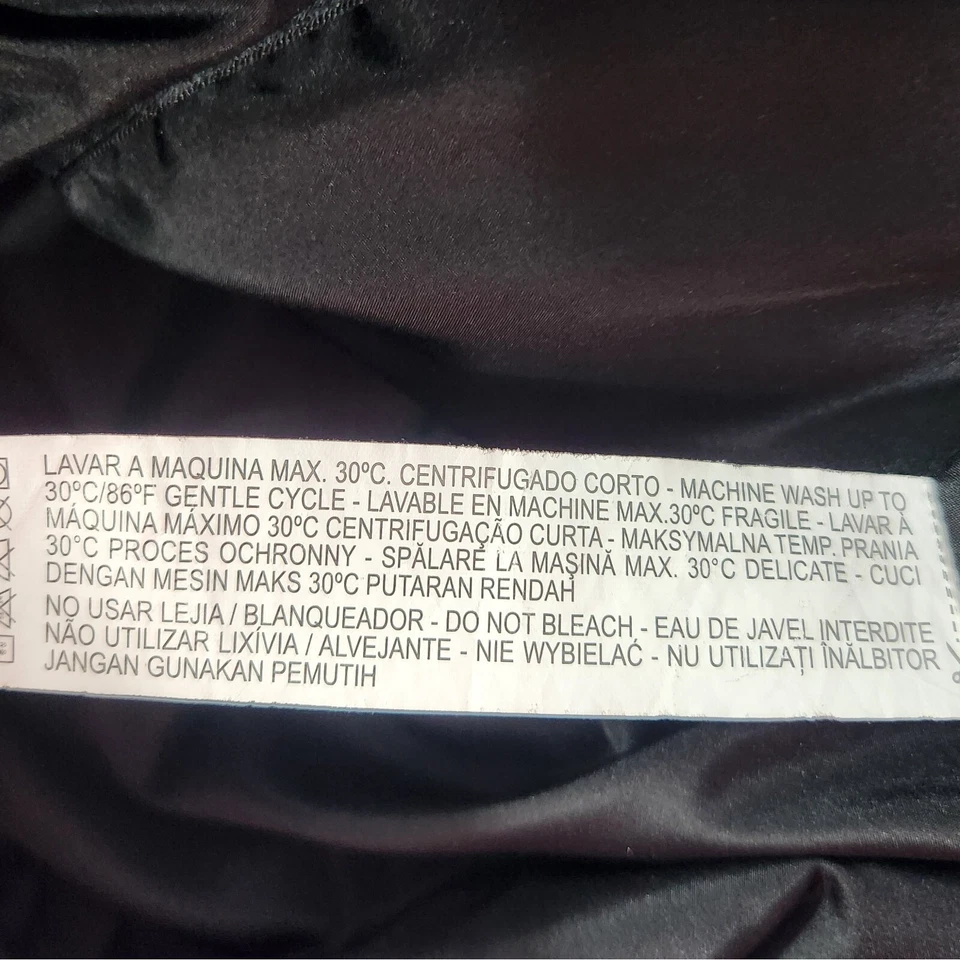 LAVAR A MAQUINA MAX. 30ºC. CENTRIFUGADO CORTO - MACHINE WASH UP TO
30ºC/86ºF GENTLE CYCLE - LAVABLE EN MACHINE MAX.30ºC FRAGILE - LAVAR À
MÁQUINA MÁXIMO 30ºC CENTRIFUGAÇÃO CURTA - MAKSYMALNA TEMP. PRANIA
30°C PROCES OCHRONNY - SPĂLARE LA MAŞINĂ MAX. 30°C DELICATE - CUCI
DENGAN MESIN MAKS 30ºC PUTARAN RENDAH
NO USAR LEJIA / BLANQUEADOR - DO NOT BLEACH - EAU DE JAVEL INTERDITE
NÃO UTILIZAR LIXÍVIA / ALVEJANTE - NIE WYBIELAĆ - NU UTILIZAȚI ÎNĂLBITOR
JANGAN GUNAKAN PEMUTIH